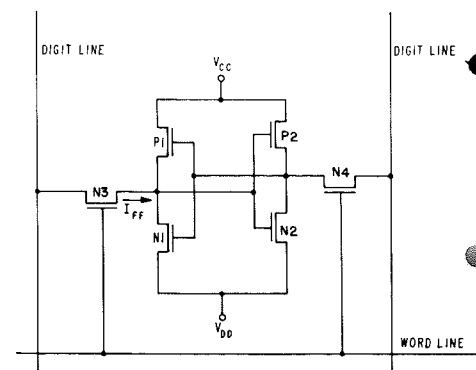 DIGIT LINE
DIGIT LINE
VCC
P1
P2
N3
N4
IFF
N1
N2
VDD
WORD LINE